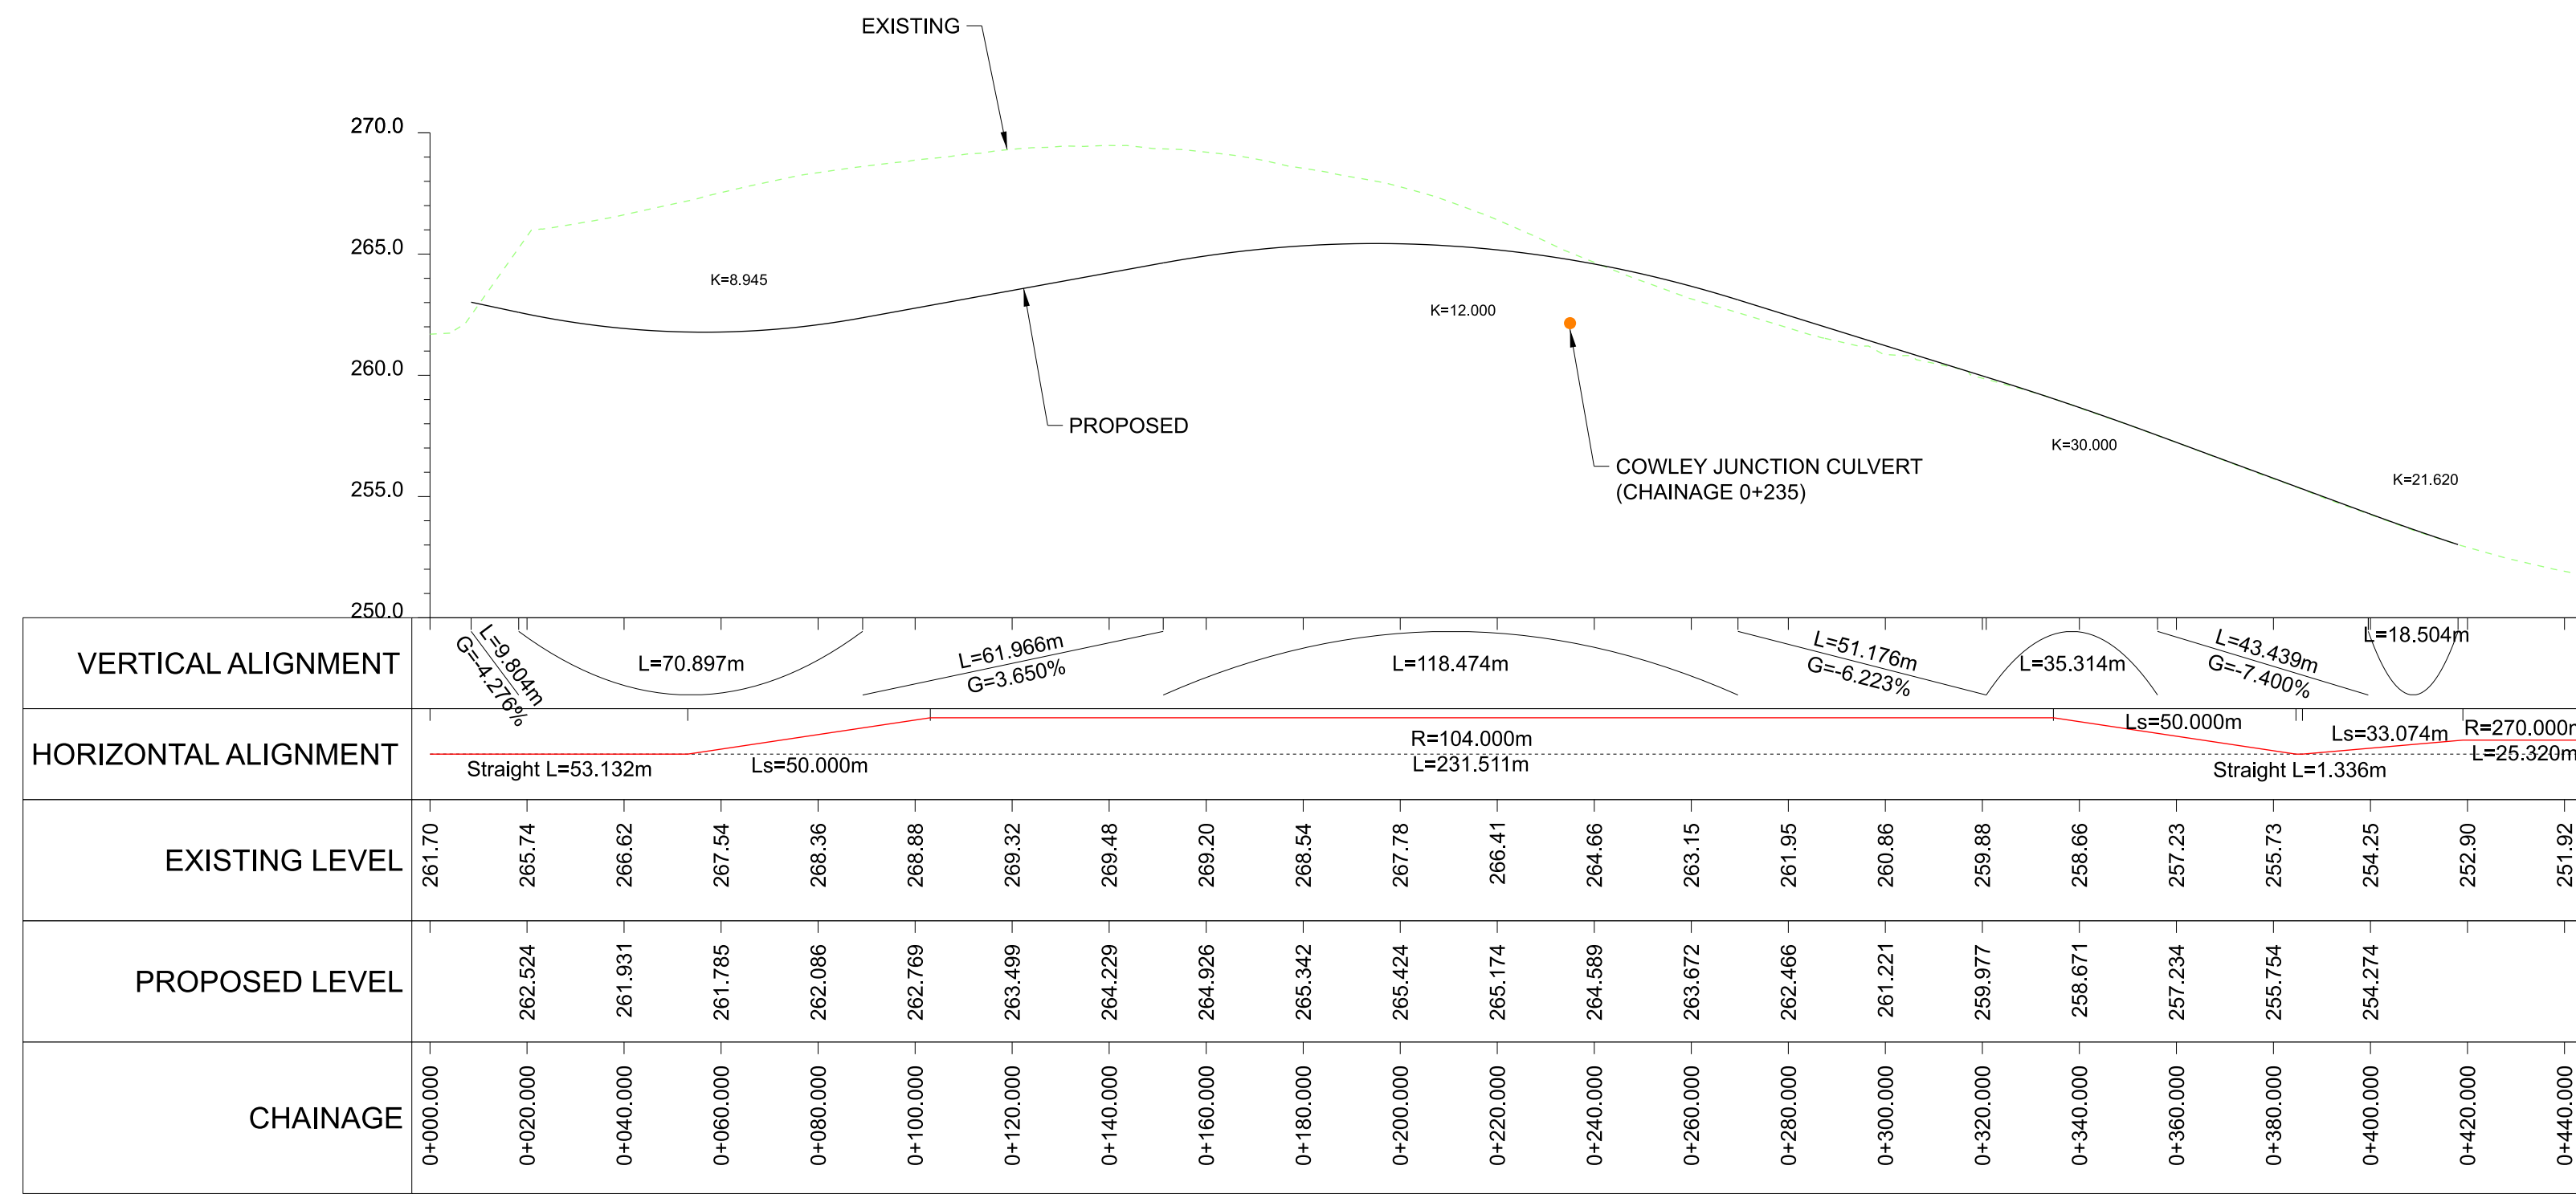 EXISTING
270.0
265.0
260.0
255.0
250.0
K=8.945
K=12.000
PROPOSED
COWLEY JUNCTION CULVERT
(CHAINAGE 0+235)
K=30.000
K=21.620
VERTICAL ALIGNMENT
L=9.804m
G=-4.276%
L=70.897m
L=61.966m
G=3.650%
L=118.474m
L=51.176m
G=-6.223%
L=35.314m
L=43.439m
G=-7.400%
L=18.504m
HORIZONTAL ALIGNMENT
Straight L=53.132m
Ls=50.000m
R=104.000m
L=231.511m
Ls=50.000m
Straight L=1.336m
Ls=33.074m
R=270.000m
L=25.320m
EXISTING LEVEL
261.70
265.74
266.62
267.54
268.36
268.88
269.32
269.48
269.20
268.54
267.78
266.41
264.66
263.15
261.95
260.86
259.88
258.66
257.23
255.73
254.25
252.90
251.92
PROPOSED LEVEL
262.524
261.931
261.785
262.086
262.769
263.499
264.229
264.926
265.342
265.424
265.174
264.589
263.672
262.466
261.221
259.977
258.671
257.234
255.754
254.274
CHAINAGE
0+000.000
0+020.000
0+040.000
0+060.000
0+080.000
0+100.000
0+120.000
0+140.000
0+160.000
0+180.000
0+200.000
0+220.000
0+240.000
0+260.000
0+280.000
0+300.000
0+320.000
0+340.000
0+360.000
0+380.000
0+400.000
0+420.000
0+440.000